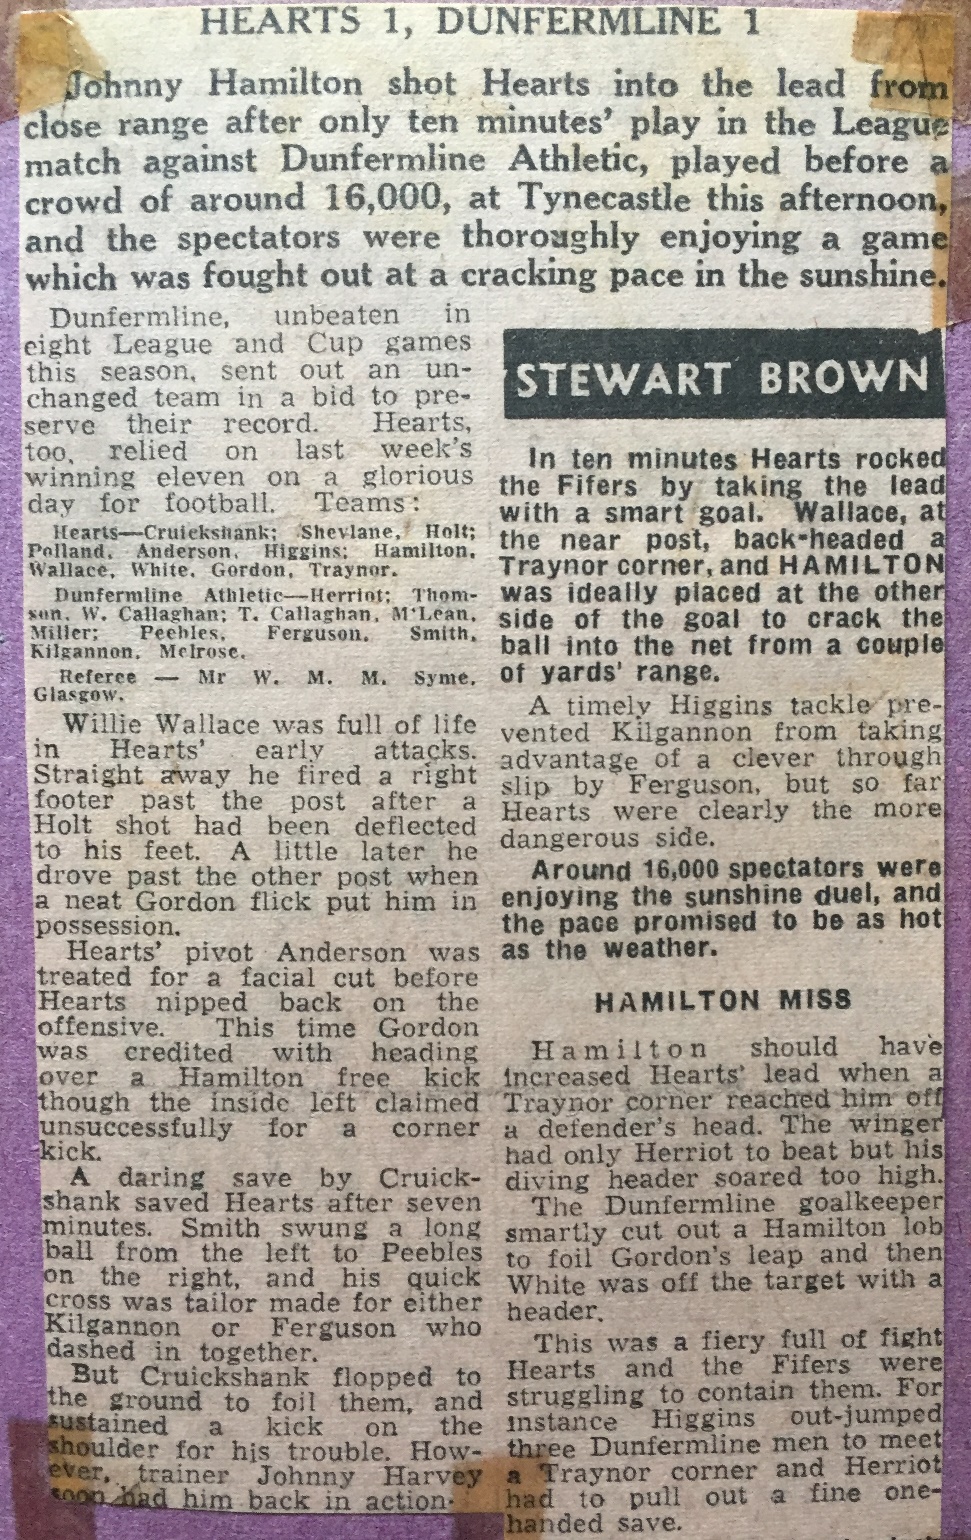 HEARTS 1, DUNFERMLINE 1
Johnny Hamilton shot Hearts into the lead from
close range after only ten minutes' play in the League
match against Dunfermline Athletic, played before a
crowd of around 16,000, at Tynecastle this afternoon,
and the spectators were thoroughly enjoying a game
which was fought out at a cracking pace in the sunshine.
Dunfermline, unbeaten in
eight League and Cup games
this season, sent out an un-
changed team in a bid to pre-
serve their record. Hearts,
too, relied on last week's
winning eleven on a glorious
day for football. Teams:
Hearts—Cruickshank; Shevlane, Holt;
Polland, Anderson, Higgins; Hamilton,
Wallace, White, Gordon, Traynor.
Dunfermline Athletic—Herriot; Thom-
son, W. Callaghan; T. Callaghan, M'Lean,
Miller; Peebles, Ferguson, Smith,
Kilgannon, Melrose.
Referee — Mr W. M. M. Syme,
Glasgow.
Willie Wallace was full of life
in Hearts' early attacks.
Straight away he fired a right
footer past the post after a
Holt shot had been deflected
to his feet. A little later he
drove past the other post when
a neat Gordon flick put him in
possession.
Hearts' pivot Anderson was
treated for a facial cut before
Hearts nipped back on the
offensive. This time Gordon
was credited with heading
over a Hamilton free kick
though the inside left claimed
unsuccessfully for a corner
kick.
A daring save by Cruick-
shank saved Hearts after seven
minutes. Smith swung a long
ball from the left to Peebles
on the right, and his quick
cross was tailor made for either
Kilgannon or Ferguson who
dashed in together.
But Cruickshank flopped to
the ground to foil them, and
sustained a kick on the
shoulder for his trouble. How-
ever, trainer Johnny Harvey
soon had him back in action.
STEWART BROWN
In ten minutes Hearts rocked
the Fifers by taking the lead
with a smart goal. Wallace, at
the near post, back-headed a
Traynor corner, and HAMILTON
was ideally placed at the other
side of the goal to crack the
ball into the net from a couple
of yards' range.
A timely Higgins tackle pre-
vented Kilgannon from taking
advantage of a clever through
slip by Ferguson, but so far
Hearts were clearly the more
dangerous side.
Around 16,000 spectators were
enjoying the sunshine duel, and
the pace promised to be as hot
as the weather.
HAMILTON MISS
Hamilton should have
increased Hearts' lead when a
Traynor corner reached him off
a defender's head. The winger
had only Herriot to beat but his
diving header soared too high.
The Dunfermline goalkeeper
smartly cut out a Hamilton lob
to foil Gordon's leap and then
White was off the target with a
header.
This was a fiery full of fight
Hearts and the Fifers were
struggling to contain them. For
instance Higgins out-jumped
three Dunfermline men to meet
a Traynor corner and Herriot
had to pull out a fine one-
handed save.